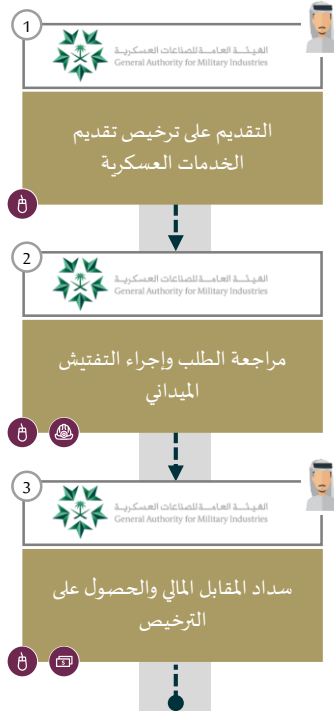 1
الهيئة العامة للصناعات العسكرية
General Authority for Military Industries
التقديم على ترخيص تقديم
الخدمات العسكرية
2
الهيئة العامة للصناعات العسكرية
General Authority for Military Industries
مراجعة الطلب وإجراء التفتيش
الميداني
3
الهيئة العامة للصناعات العسكرية
General Authority for Military Industries
سداد المقابل المالي والحصول على
الترخيص